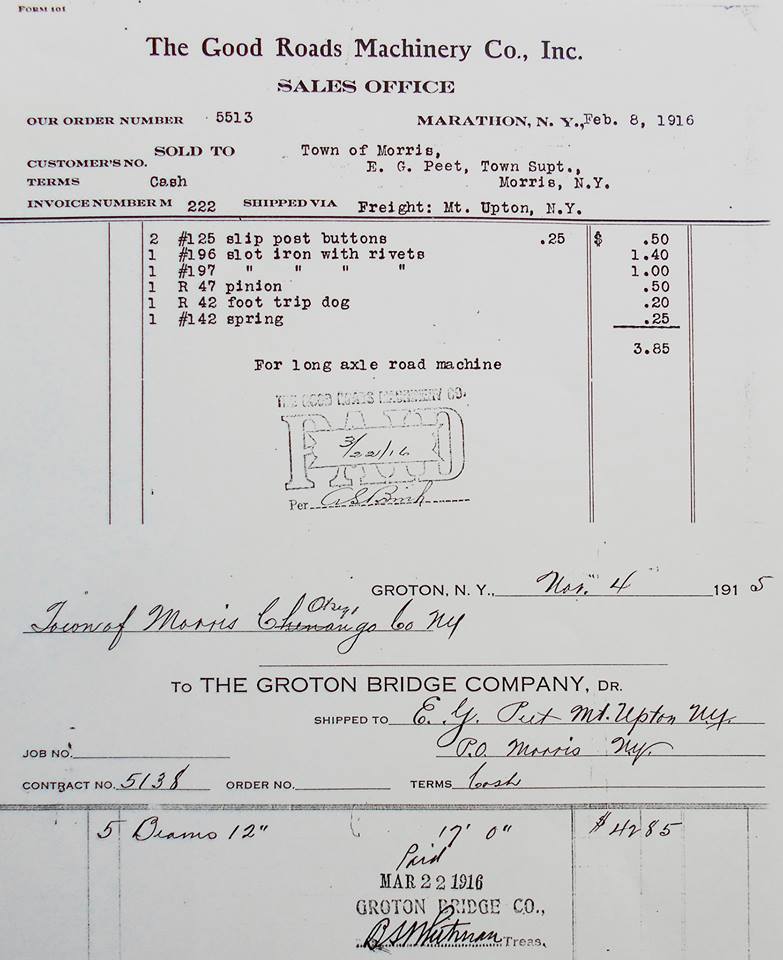 FORM 101
The Good Roads Machinery Co., Inc.
SALES OFFICE
OUR ORDER NUMBER 5513 MARATHON, N. Y., Feb. 8, 1916
SOLD TO Town of Morris,
CUSTOMER'S NO. E. G. Peet, Town Supt.,
TERMS Cash Morris, N.Y.
INVOICE NUMBER M 222 SHIPPED VIA Freight: Mt. Upton, N.Y.
2 #125 slip post buttons .25 $ .50
1 #196 slot iron with rivets 1.40
1 #197 " " " " 1.00
1 R 47 pinion .50
1 R 42 foot trip dog .20
1 #142 spring .25
3.85
For long axle road machine
THE GOOD ROADS MACHINERY CO.
PAID
3/22/16
Per
GROTON, N. Y., Nov. 4 1915
Otsego
Town of Morris Chenango Co NY
To THE GROTON BRIDGE COMPANY, DR.
SHIPPED TO E. G. Peet Mt. Upton N.Y.
JOB NO. P.O. Morris N.Y.
CONTRACT NO. 5138 ORDER NO. TERMS Cash
5 Beams 12" 17' 0" $42 85
Paid
MAR 22 1916
GROTON BRIDGE CO.,
Treas.